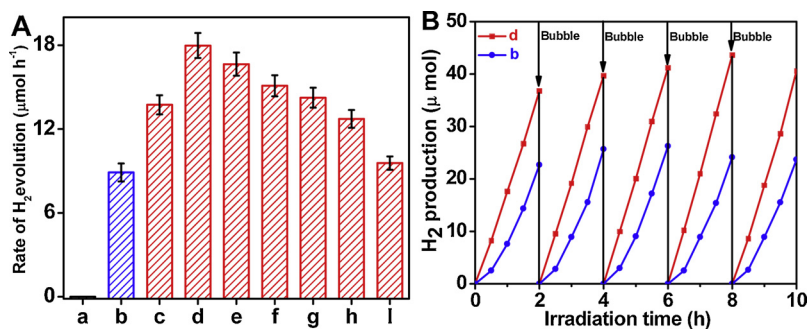 A
Rate of H2 evolution (μmol h-1)
18
12
6
0
a b c d e f g h I
B
H2 production (μ mol)
50
40
30
20
10
0
d
b
Bubble Bubble Bubble Bubble
0 2 4 6 8 10
Irradiation time (h)